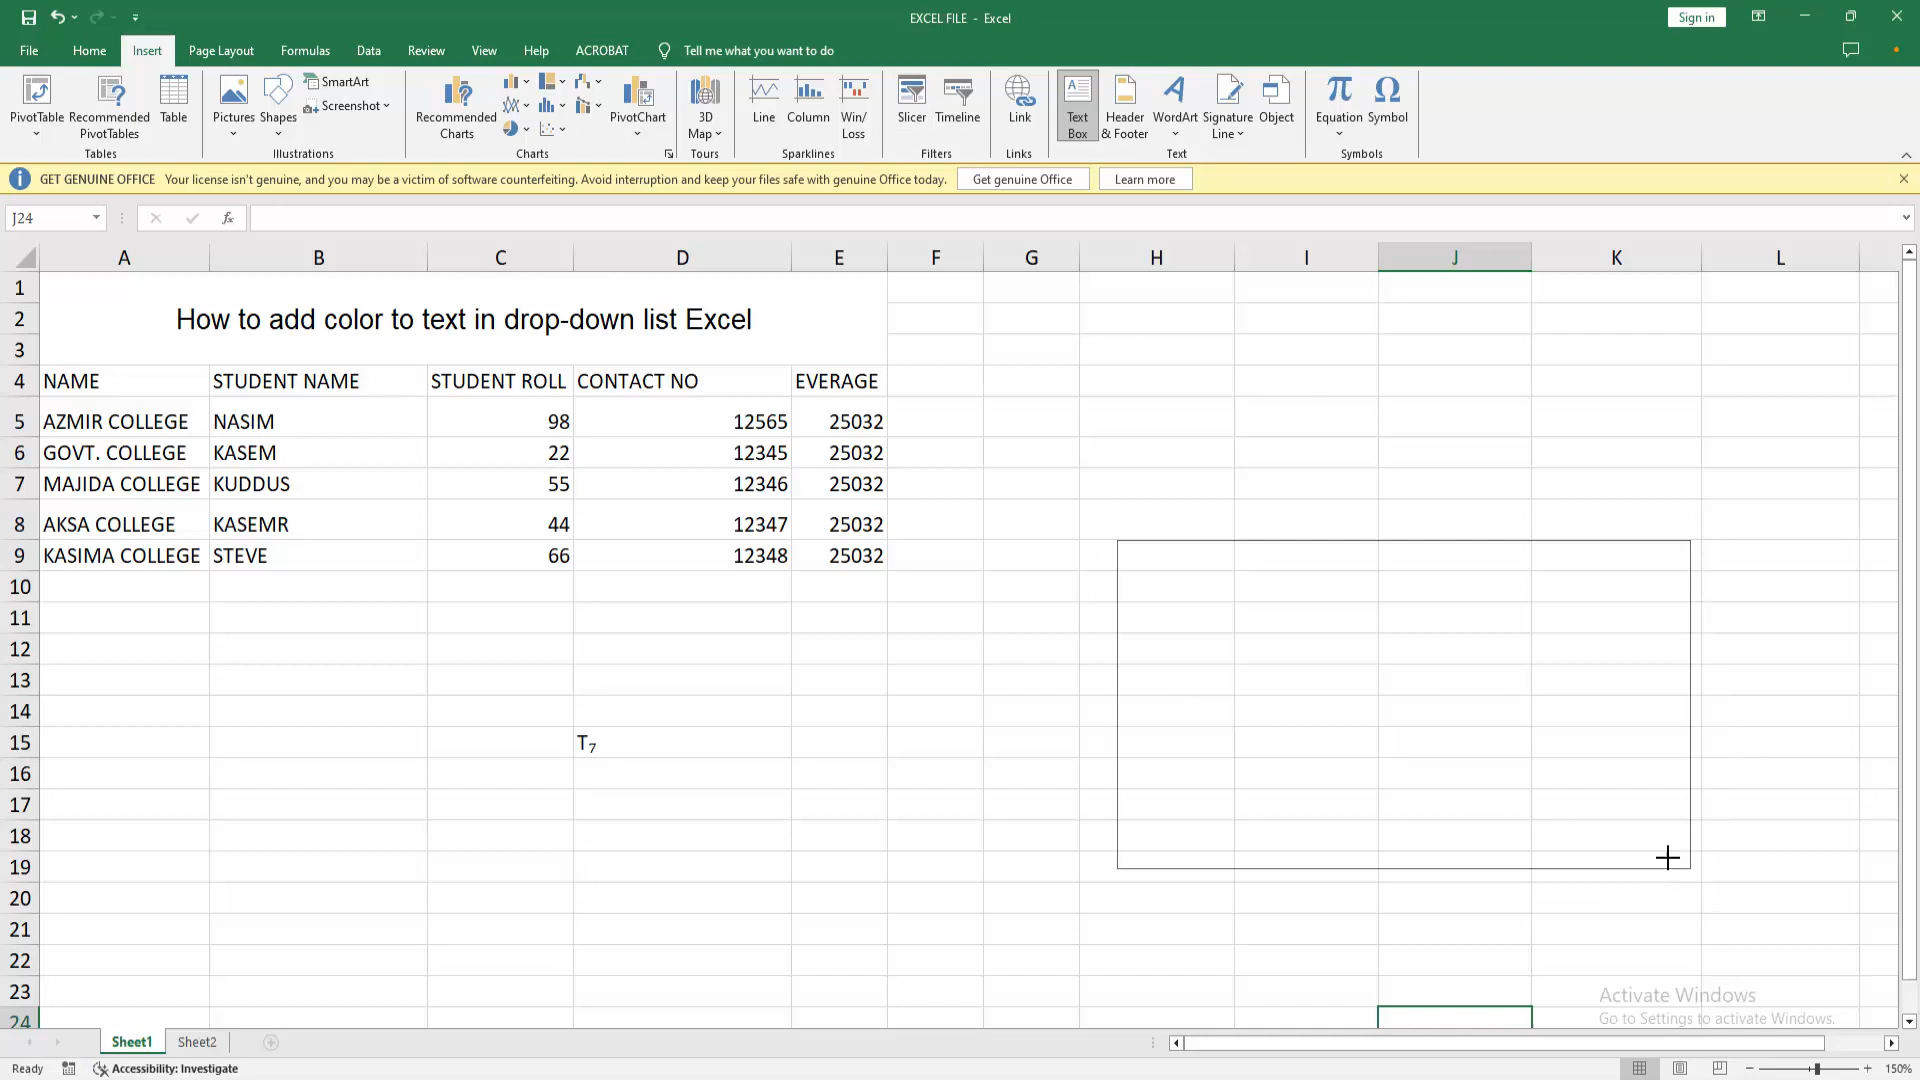 EXCEL FILE - Excel
Sign in
File Home Insert Page Layout Formulas Data Review View Help ACROBAT Tell me what you want to do
PivotTable Recommended PivotTables Table
Tables
Pictures Shapes SmartArt Screenshot
Illustrations
Recommended Charts PivotChart
Charts
3D Map
Tours
Line Column Win/Loss
Sparklines
Slicer Timeline
Filters
Link
Links
Text Box Header & Footer WordArt Signature Line Object
Text
Equation Symbol
Symbols
GET GENUINE OFFICE Your license isn't genuine, and you may be a victim of software counterfeiting. Avoid interruption and keep your files safe with genuine Office today. Get genuine Office Learn more
J24 fx
A B C D E F G H I J K L
1
2 How to add color to text in drop-down list Excel
3
4 NAME STUDENT NAME STUDENT ROLL CONTACT NO EVERAGE
5 AZMIR COLLEGE NASIM 98 12565 25032
6 GOVT. COLLEGE KASEM 22 12345 25032
7 MAJIDA COLLEGE KUDDUS 55 12346 25032
8 AKSA COLLEGE KASEMR 44 12347 25032
9 KASIMA COLLEGE STEVE 66 12348 25032
10
11
12
13
14
15 T₇
16
17
18
19
20
21
22
23
24
Activate Windows
Go to Settings to activate Windows.
Sheet1 Sheet2
Ready Accessibility: Investigate 150%